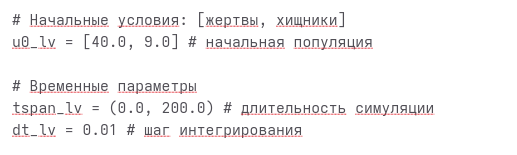 # Начальные условия: [жертвы, хищники]
u0_lv = [40.0, 9.0] # начальная популяция
# Временные параметры
tspan_lv = (0.0, 200.0) # длительность симуляции
dt_lv = 0.01 # шаг интегрирования